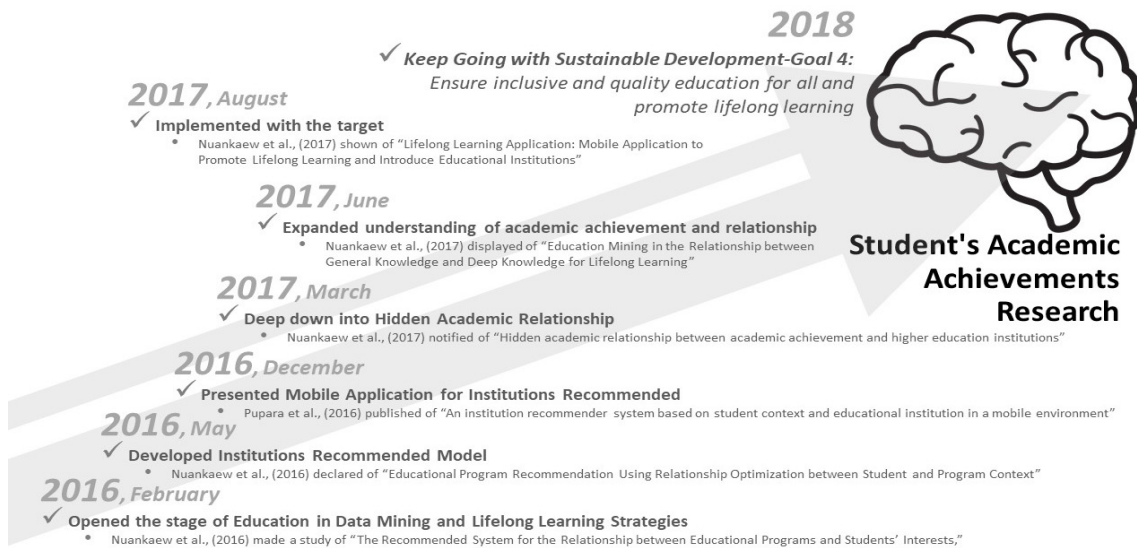 2018
✓ Keep Going with Sustainable Development-Goal 4:
Ensure inclusive and quality education for all and
promote lifelong learning
2017, August
✓ Implemented with the target
• Nuankaew et al., (2017) shown of “Lifelong Learning Application: Mobile Application to
Promote Lifelong Learning and Introduce Educational Institutions”
2017, June
✓ Expanded understanding of academic achievement and relationship
• Nuankaew et al., (2017) displayed of “Education Mining in the Relationship between
General Knowledge and Deep Knowledge for Lifelong Learning”
Student's Academic
Achievements
Research
2017, March
✓ Deep down into Hidden Academic Relationship
• Nuankaew et al., (2017) notified of “Hidden academic relationship between academic achievement and higher education institutions”
2016, December
✓ Presented Mobile Application for Institutions Recommended
• Pupara et al., (2016) published of “An institution recommender system based on student context and educational institution in a mobile environment”
2016, May
✓ Developed Institutions Recommended Model
• Nuankaew et al., (2016) declared of “Educational Program Recommendation Using Relationship Optimization between Student and Program Context”
2016, February
✓ Opened the stage of Education in Data Mining and Lifelong Learning Strategies
• Nuankaew et al., (2016) made a study of “The Recommended System for the Relationship between Educational Programs and Students’ Interests,”